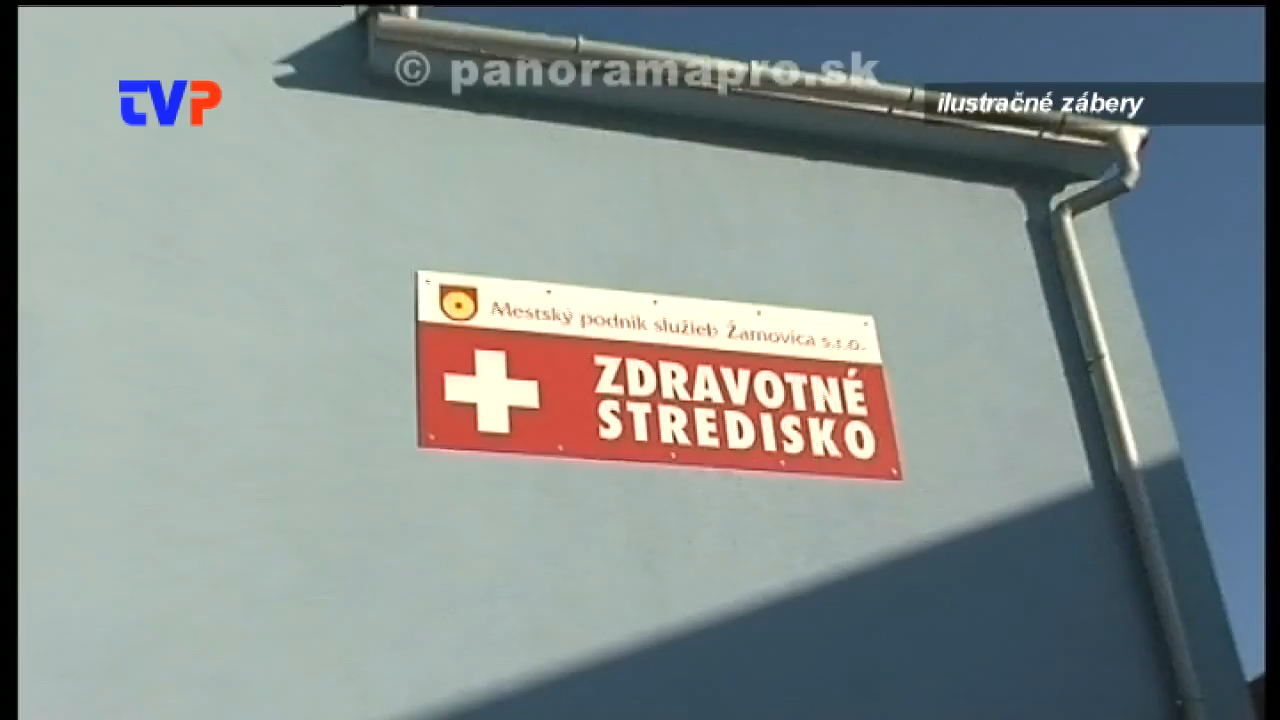 © panoramapro.sk
TVP
ilustračné zábery
Mestský podnik služieb Žarnovica s.r.o.
ZDRAVOTNÉ
STREDISKO